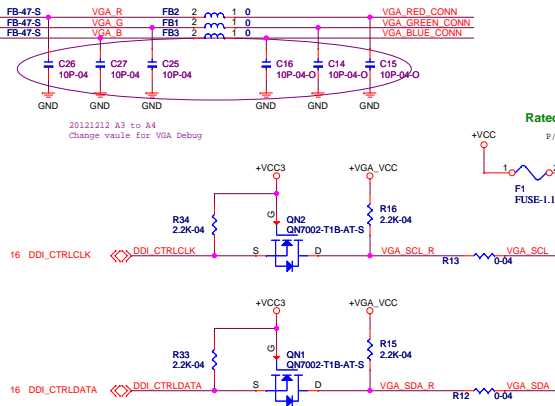 FB-47-S VGA_R FB2 2 1 0 VGA_RED_CONN
FB-47-S VGA_G FB1 2 1 0 VGA_GREEN_CONN
FB-47-S VGA_B FB3 2 1 0 VGA_BLUE_CONN
C26 C27 C25 C16 C14 C15
10P-04 10P-04 10P-04 10P-04-O 10P-04-O 10P-04-O
GND GND GND GND GND GND
20121212 A3 to A4
Change vaule for VGA Debug
Rated
+VCC P/
1 2
F1
FUSE-1.1
+VCC3 +VGA_VCC
R34 G QN2 R16
2.2K-04 QN7002-T1B-AT-S 2.2K-04
16 DDI_CTRLCLK DDI_CTRLCLK S D VGA_SCL_R VGA_SCL
R13 0-04
+VCC3 +VGA_VCC
R33 G QN1 R15
2.2K-04 QN7002-T1B-AT-S 2.2K-04
16 DDI_CTRLDATA DDI_CTRLDATA S D VGA_SDA_R VGA_SDA
R12 0-04